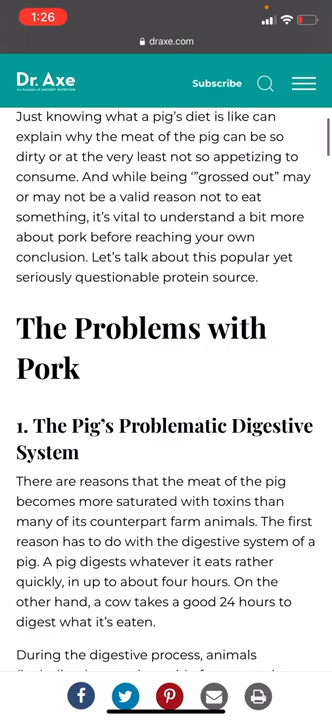 1:26
draxe.com
Dr. Axe
Subscribe
Just knowing what a pig's diet is like can
explain why the meat of the pig can be so
dirty or at the very least not so appetizing to
consume. And while being ‘”grossed out” may
or may not be a valid reason not to eat
something, it's vital to understand a bit more
about pork before reaching your own
conclusion. Let's talk about this popular yet
seriously questionable protein source.
The Problems with
Pork
1. The Pig's Problematic Digestive
System
There are reasons that the meat of the pig
becomes more saturated with toxins than
many of its counterpart farm animals. The first
reason has to do with the digestive system of a
pig. A pig digests whatever it eats rather
quickly, in up to about four hours. On the
other hand, a cow takes a good 24 hours to
digest what it's eaten.
During the digestive process, animals